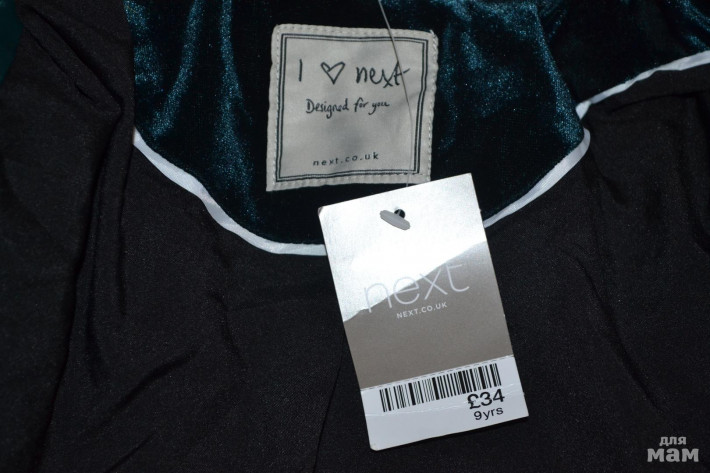 I ♡ next
Designed for you
next.co.uk
next
NEXT.CO.UK
£34
9yrs
для
мам